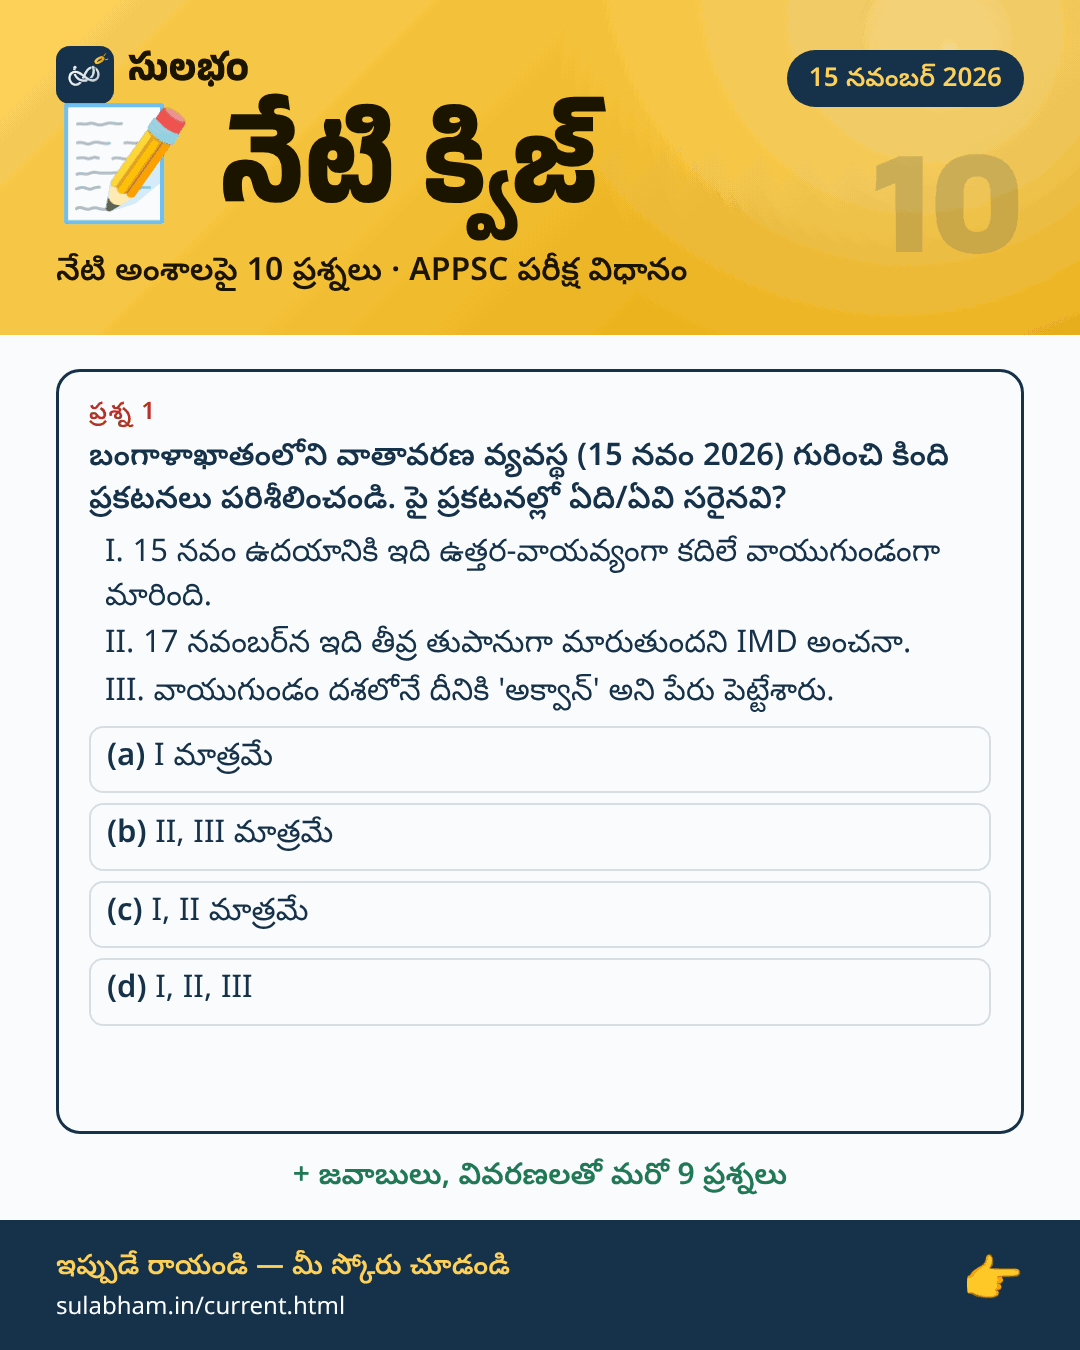 సులభం
15 నవంబర్ 2026
నేటి క్విజ్
10
నేటి అంశాలపై 10 ప్రశ్నలు · APPSC పరీక్ష విధానం
ప్రశ్న 1
బంగాళాఖాతంలోని వాతావరణ వ్యవస్థ (15 నవం 2026) గురించి కింది
ప్రకటనలు పరిశీలించండి. పై ప్రకటనల్లో ఏది/ఏవి సరైనవి?
I. 15 నవం ఉదయానికి ఇది ఉత్తర-వాయవ్యంగా కదిలే వాయుగుండంగా
మారింది.
II. 17 నవంబర్‌న ఇది తీవ్ర తుపానుగా మారుతుందని IMD అంచనా.
III. వాయుగుండం దశలోనే దీనికి 'అక్వాన్' అని పేరు పెట్టేశారు.
(a) I మాత్రమే
(b) II, III మాత్రమే
(c) I, II మాత్రమే
(d) I, II, III
+ జవాబులు, వివరణలతో మరో 9 ప్రశ్నలు
ఇప్పుడే రాయండి — మీ స్కోరు చూడండి
sulabham.in/current.html